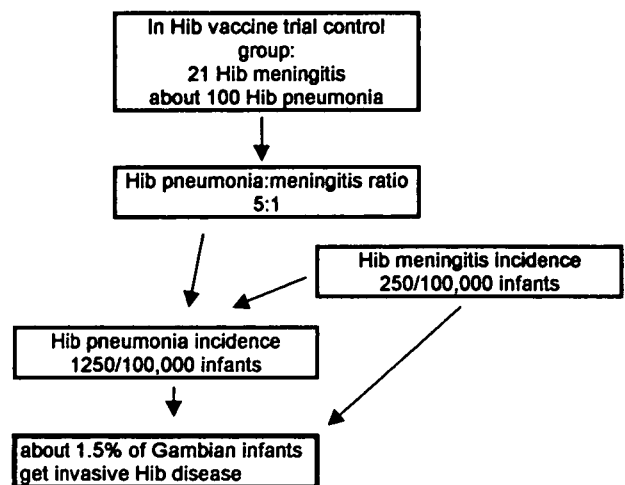 In Hib vaccine trial control
group:
21 Hib meningitis
about 100 Hib pneumonia
Hib pneumonia:meningitis ratio
5:1
Hib meningitis incidence
250/100,000 infants
Hib pneumonia incidence
1250/100,000 infants
about 1.5% of Gambian infants
get invasive Hib disease